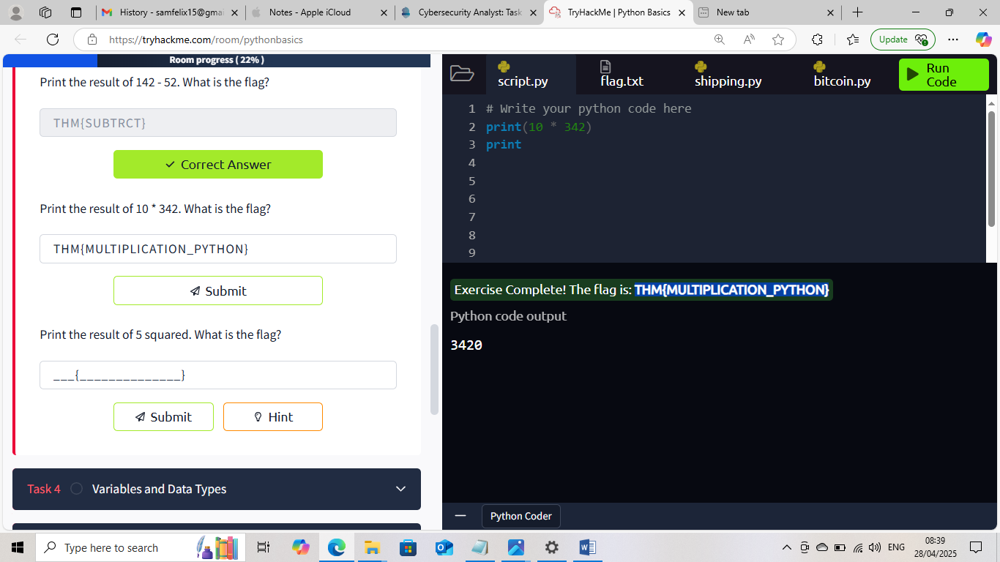 History - samfelix15@gma
Notes - Apple iCloud
Cybersecurity Analyst: Task
TryHackMe | Python Basics
New tab
https://tryhackme.com/room/pythonbasics
Update
Room progress ( 22% )
Print the result of 142 - 52. What is the flag?
THM{SUBTRCT}
Correct Answer
Print the result of 10 * 342. What is the flag?
THM{MULTIPLICATION_PYTHON}
Submit
Print the result of 5 squared. What is the flag?
___{______________}
Submit
Hint
Task 4
Variables and Data Types
script.py
flag.txt
shipping.py
bitcoin.py
Run
Code
1 # Write your python code here
2 print(10 * 342)
3 print
4
5
6
7
8
9
Exercise Complete! The flag is: THM{MULTIPLICATION_PYTHON}
Python code output
3420
Python Coder
Type here to search
ENG
08:39
28/04/2025